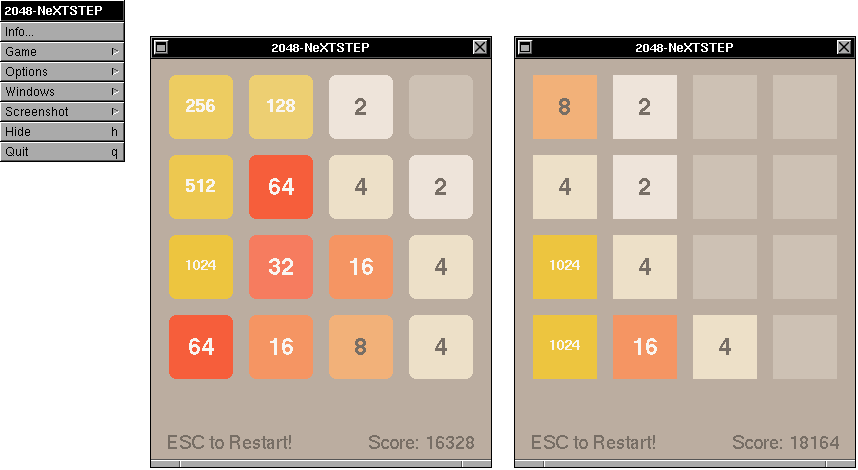 2048-NeXTSTEP
Info...
Game
Options
Windows
Screenshot
Hide h
Quit q
2048-NeXTSTEP
256 128 2
512 64 4 2
1024 32 16 4
64 16 8 4
ESC to Restart! Score: 16328
2048-NeXTSTEP
8 2
4 2
1024 4
1024 16 4
ESC to Restart! Score: 18164